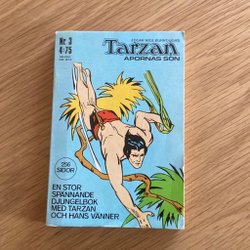 Nr. 3
4:75
EDGAR RICE BURROUGHS
Tarzan
APORNAS SON
256
SIDOR
EN STOR
SPÄNNANDE
DJUNGELBOK
MED TARZAN
OCH HANS VÄNNER